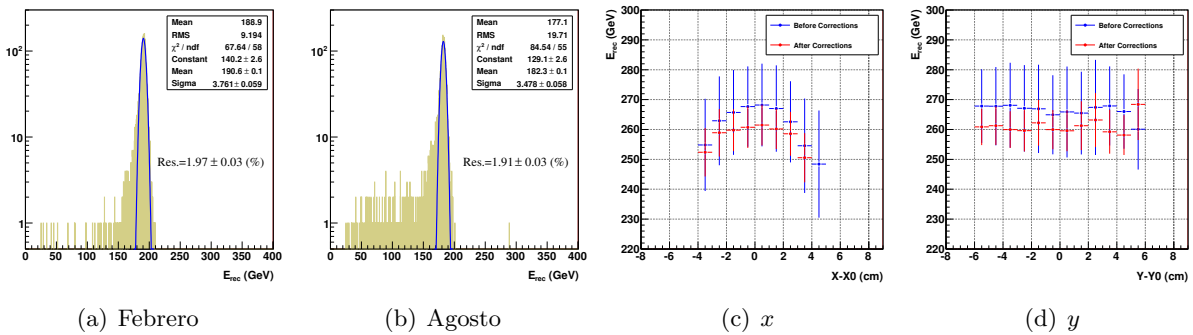 Mean 188.9
RMS 9.194
χ² / ndf 67.64 / 58
Constant 140.2 ± 2.6
Mean 190.6 ± 0.1
Sigma 3.761 ± 0.059
Res.=1.97 ± 0.03 (%)
10²
10
1
0 50 100 150 200 250 300 350 400
E_rec (GeV)
(a) Febrero
Mean 177.1
RMS 19.71
χ² / ndf 84.54 / 55
Constant 129.1 ± 2.6
Mean 182.3 ± 0.1
Sigma 3.478 ± 0.058
Res.=1.91 ± 0.03 (%)
10²
10
1
0 50 100 150 200 250 300 350 400
E_rec (GeV)
(b) Agosto
E_rec (GeV)
Before Corrections
After Corrections
300
290
280
270
260
250
240
230
220
-8 -6 -4 -2 0 2 4 6 8
X-X0 (cm)
(c) x
E_rec (GeV)
Before Corrections
After Corrections
300
290
280
270
260
250
240
230
220
-8 -6 -4 -2 0 2 4 6 8
Y-Y0 (cm)
(d) y